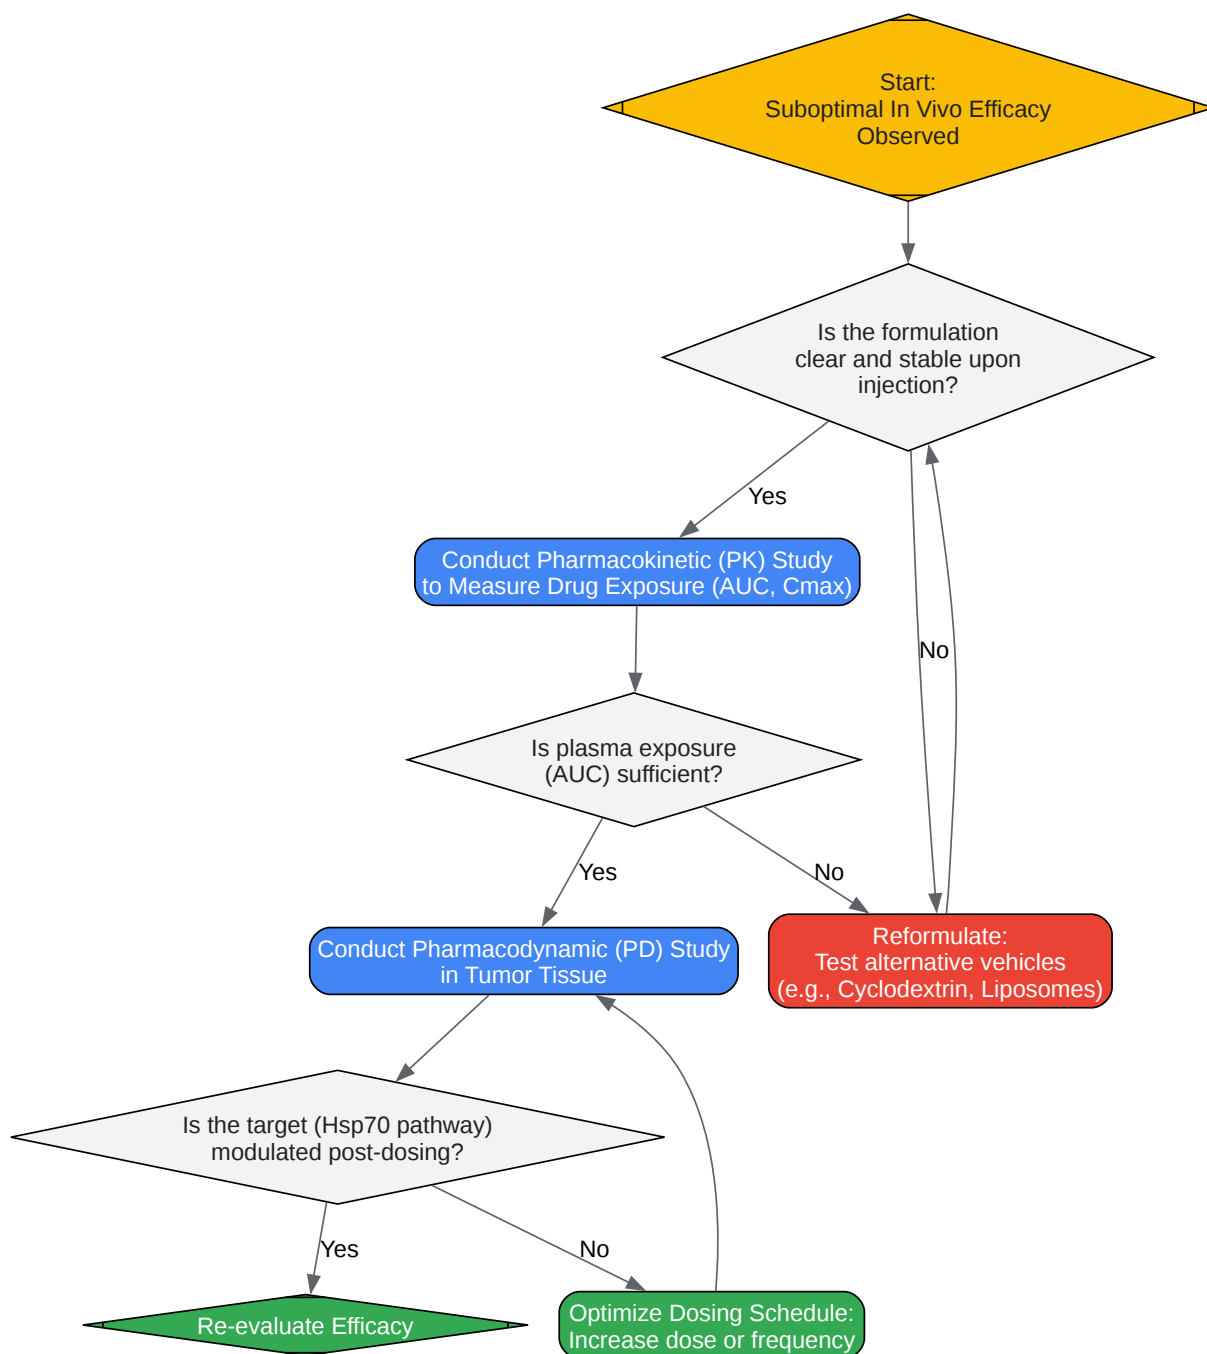 Start:
Suboptimal In Vivo Efficacy
Observed
Is the formulation
clear and stable upon
injection?
Yes
Conduct Pharmacokinetic (PK) Study
to Measure Drug Exposure (AUC, Cmax)
No
Is plasma exposure
(AUC) sufficient?
Yes
No
Conduct Pharmacodynamic (PD) Study
in Tumor Tissue
Reformulate:
Test alternative vehicles
(e.g., Cyclodextrin, Liposomes)
Is the target (Hsp70 pathway)
modulated post-dosing?
Yes
No
Re-evaluate Efficacy
Optimize Dosing Schedule:
Increase dose or frequency